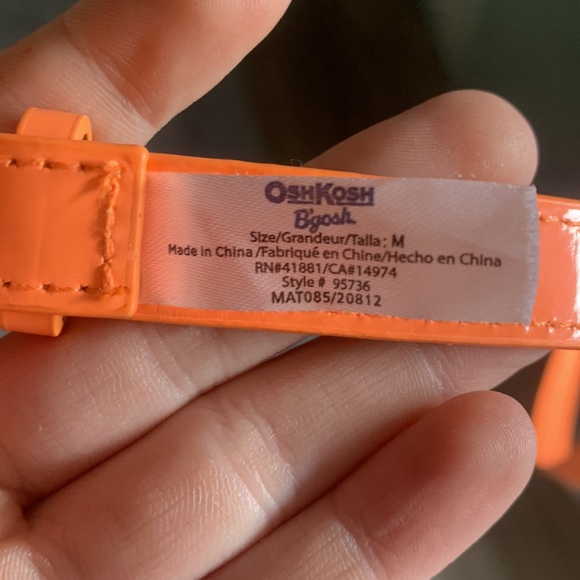 OSHKOSH
B'gosh
Size/Grandeur/Talla : M
Made in China/Fabriqué en Chine/Hecho en China
RN#41881/CA#14974
Style # 95736
MAT085/20812